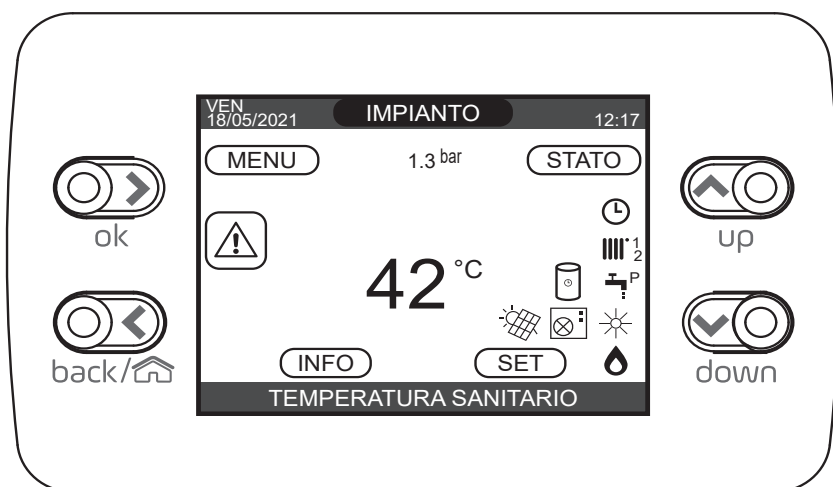 VEN
18/05/2021
IMPIANTO
12:17
MENU
1.3 bar
STATO
ok
up
1
2
42 °C
P
INFO
SET
back/
down
TEMPERATURA SANITARIO